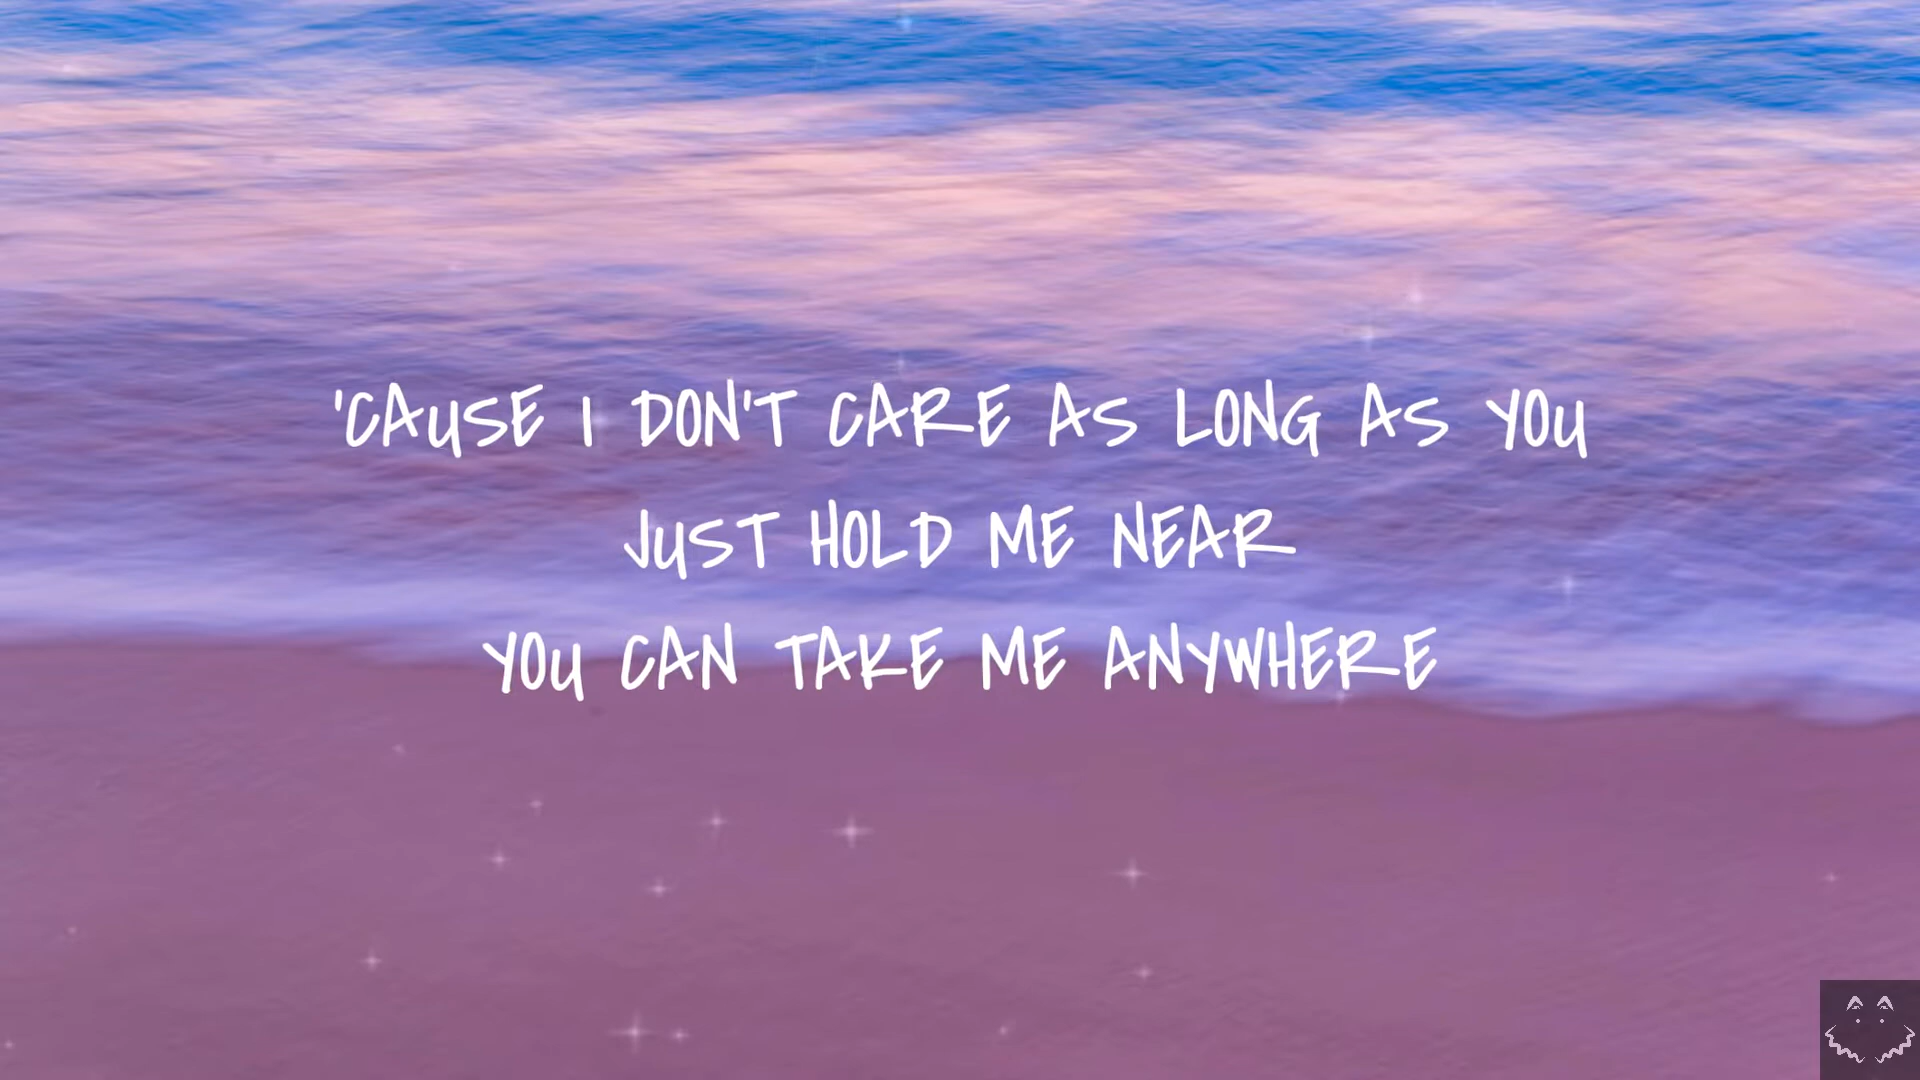 'CAUSE I DON'T CARE AS LONG AS YOU
JUST HOLD ME NEAR
YOU CAN TAKE ME ANYWHERE